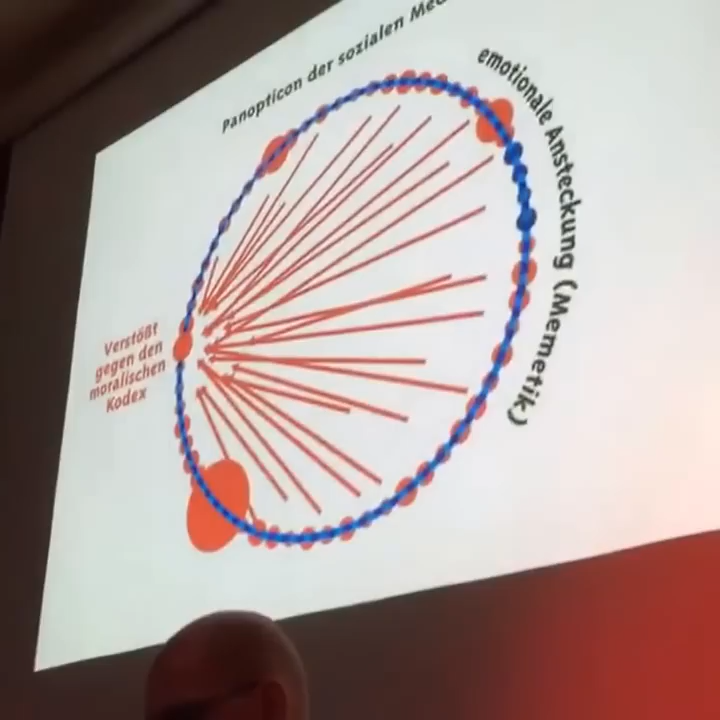 Panopticon der sozialen
emotionale Ansteckung (Memetik)
Verstößt
gegen den
moralischen
Kodex